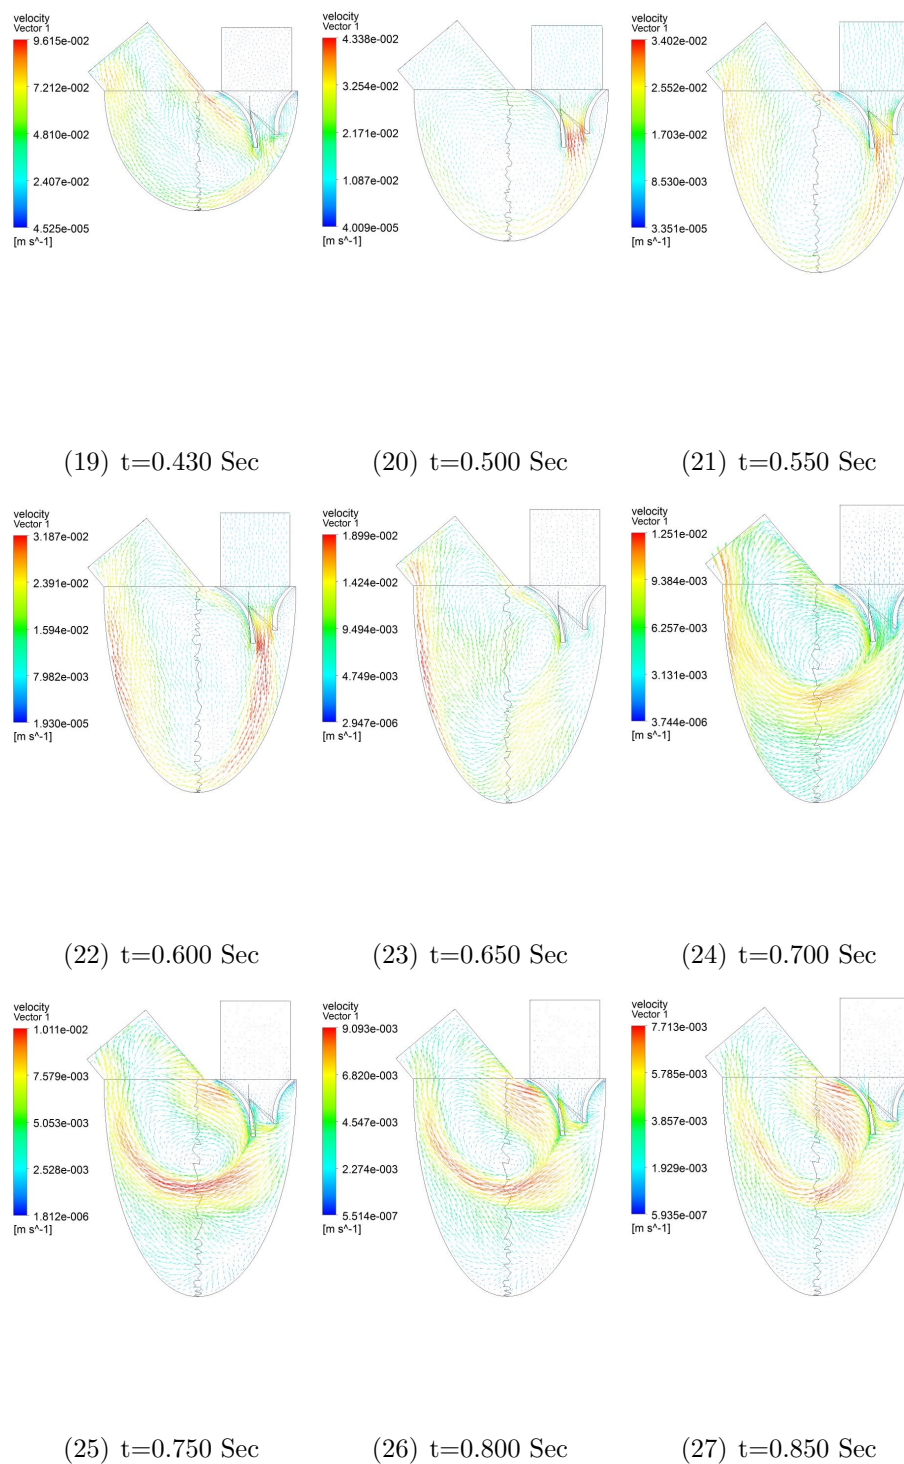 velocity
Vector 1
9.615e-002
7.212e-002
4.810e-002
2.407e-002
4.525e-005
[m s^-1]
(19) t=0.430 Sec
velocity
Vector 1
4.338e-002
3.254e-002
2.171e-002
1.087e-002
4.009e-005
[m s^-1]
(20) t=0.500 Sec
velocity
Vector 1
3.402e-002
2.552e-002
1.703e-002
8.530e-003
3.351e-005
[m s^-1]
(21) t=0.550 Sec
velocity
Vector 1
3.187e-002
2.391e-002
1.594e-002
7.982e-003
1.930e-005
[m s^-1]
(22) t=0.600 Sec
velocity
Vector 1
1.899e-002
1.424e-002
9.494e-003
4.749e-003
2.947e-006
[m s^-1]
(23) t=0.650 Sec
velocity
Vector 1
1.251e-002
9.384e-003
6.257e-003
3.131e-003
3.744e-006
[m s^-1]
(24) t=0.700 Sec
velocity
Vector 1
1.011e-002
7.579e-003
5.053e-003
2.528e-003
1.812e-006
[m s^-1]
(25) t=0.750 Sec
velocity
Vector 1
9.093e-003
6.820e-003
4.547e-003
2.274e-003
5.514e-007
[m s^-1]
(26) t=0.800 Sec
velocity
Vector 1
7.713e-003
5.785e-003
3.857e-003
1.929e-003
5.935e-007
[m s^-1]
(27) t=0.850 Sec